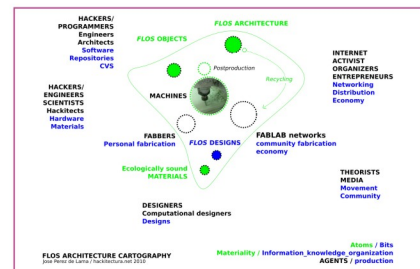 HACKERS/
PROGRAMMERS
Engineers
Architects
Software
Repositories
CVS
FLOS OBJECTS
FLOS ARCHITECTURE
Postproduction
Recycling
MACHINES
INTERNET
ACTIVIST
ORGANIZERS
ENTREPRENEURS
Networking
Distribution
Economy
HACKERS/
ENGINEERS
SCIENTISTS
Hackitects
Hardware
Materials
FABBERS
Personal fabrication
FLOS DESIGNS
FABLAB networks
community fabrication
economy
Ecologically sound
MATERIALS
THEORISTS
MEDIA
Movement
Community
DESIGNERS
Computational designers
Designs
Atoms / Bits
Materiality / Information_knowledge_organization
AGENTS / production
FLOS ARCHITECTURE CARTOGRAPHY
Jose Perez de Lama / hackitectura.net 2010